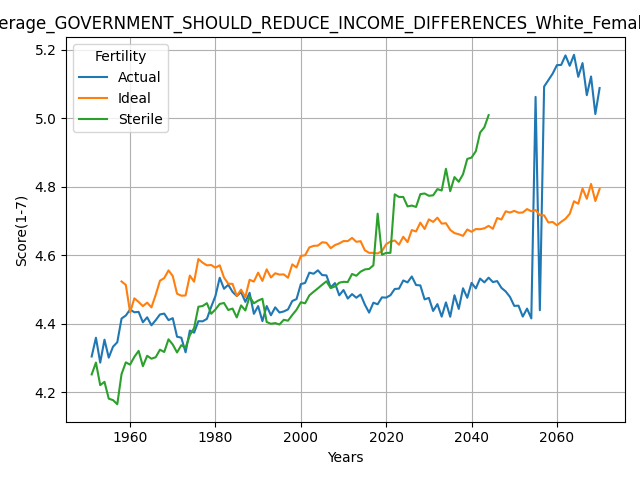 erage_GOVERNMENT_SHOULD_REDUCE_INCOME_DIFFERENCES_White_Femal
Fertility
Actual
Ideal
Sterile
Score(1-7)
5.2
5.0
4.8
4.6
4.4
4.2
1960 1980 2000 2020 2040 2060
Years